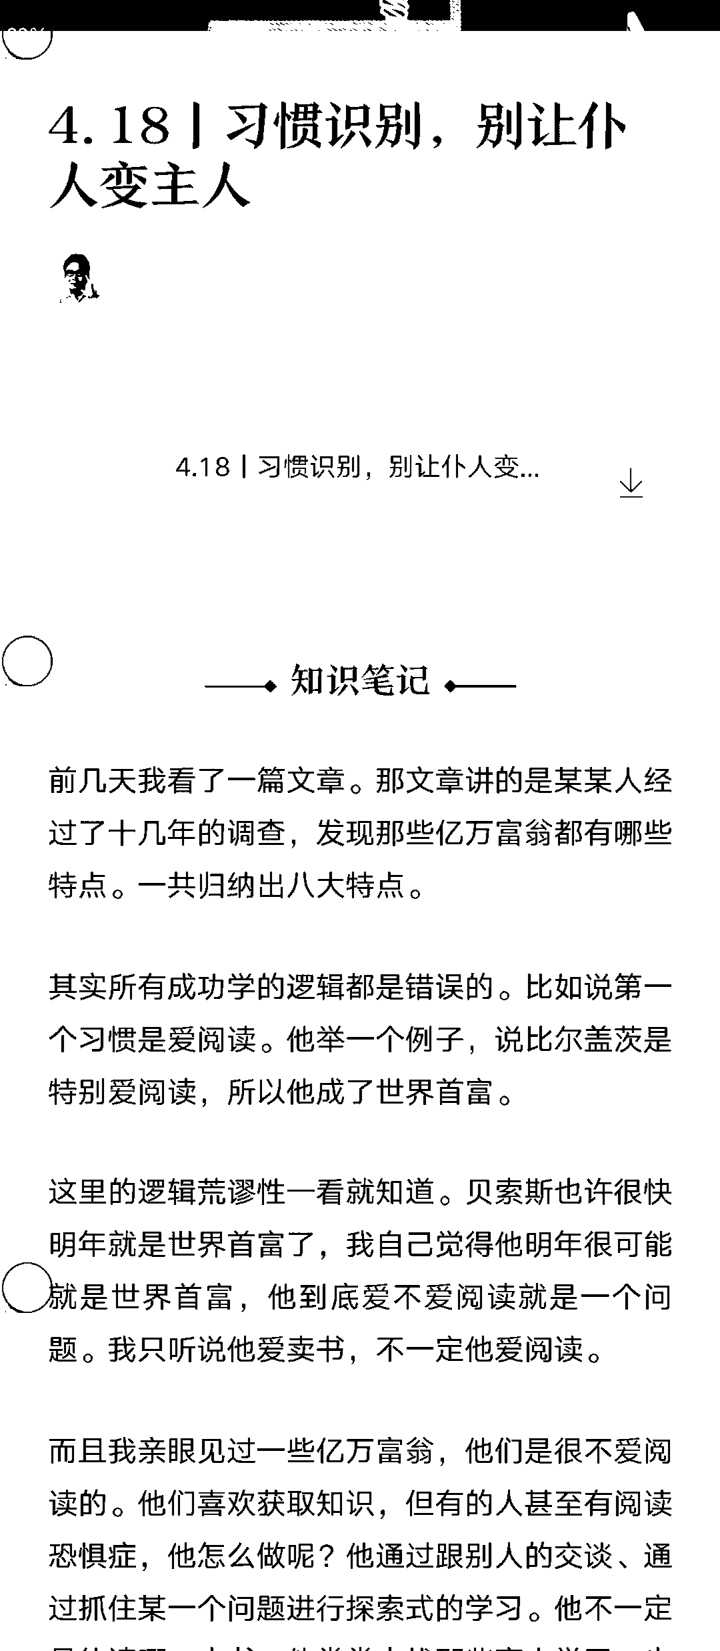 4.18丨习惯识别，别让仆
人变主人
4.18丨习惯识别，别让仆人变...
知识笔记
前几天我看了一篇文章。那文章讲的是某某人经
过了十几年的调查，发现那些亿万富翁都有哪些
特点。一共归纳出八大特点。
其实所有成功学的逻辑都是错误的。比如说第一
个习惯是爱阅读。他举一个例子，说比尔盖茨是
特别爱阅读，所以他成了世界首富。
这里的逻辑荒谬性一看就知道。贝索斯也许很快
明年就是世界首富了，我自己觉得他明年很可能
就是世界首富，他到底爱不爱阅读就是一个问
题。我只听说他爱卖书，不一定他爱阅读。
而且我亲眼见过一些亿万富翁，他们是很不爱阅
读的。他们喜欢获取知识，但有的人甚至有阅读
恐惧症，他怎么做呢？他通过跟别人的交谈、通
过抓住某一个问题进行探索式的学习。他不一定